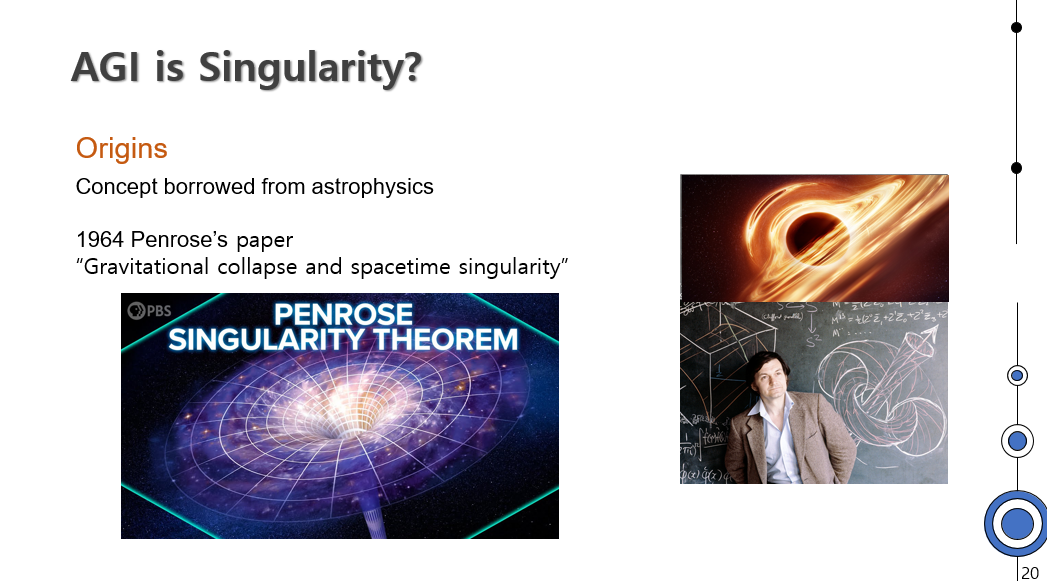 AGI is Singularity?
Origins
Concept borrowed from astrophysics
1964 Penrose’s paper
“Gravitational collapse and spacetime singularity”
PBS
PENROSE
SINGULARITY THEOREM
20